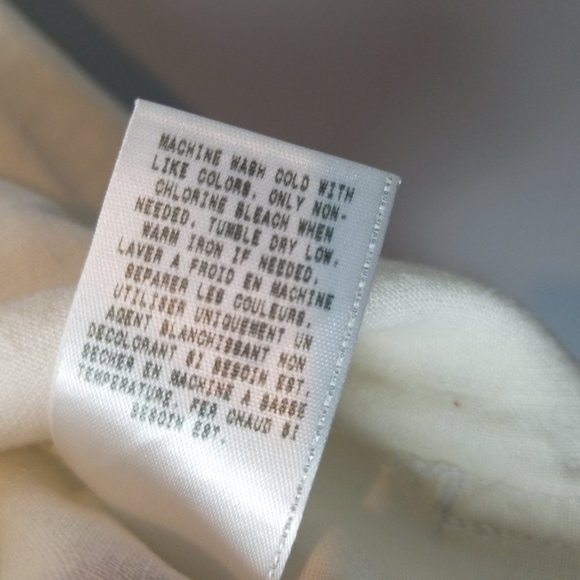 MACHINE WASH COLD WITH
LIKE COLORS. ONLY NON-
CHLORINE BLEACH WHEN
NEEDED. TUMBLE DRY LOW.
WARM IRON IF NEEDED.
LAVER A FROID EN MACHINE
SEPARER LES COULEURS.
UTILISER UNIQUEMENT UN
AGENT BLANCHISSANT NON
DECOLORANT SI BESOIN EST.
SECHER EN MACHINE A BASSE
TEMPERATURE. FER CHAUD SI
BESOIN EST.